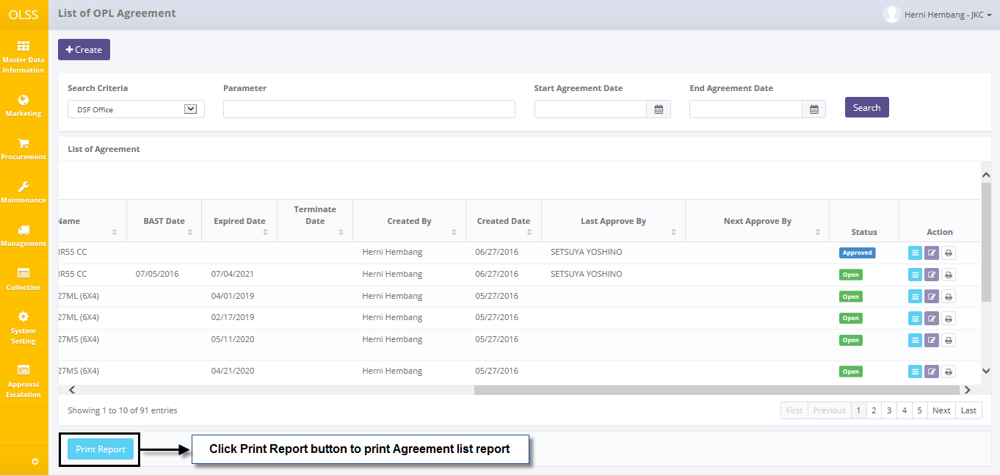 OLSS
List of OPL Agreement
Herni Hembang - JKC
Master Data
Information
Marketing
Procurement
Maintenance
Management
Collection
System
Setting
Approval
Escalation
Create
Search Criteria
Parameter
Start Agreement Date
End Agreement Date
DSF Office
Search
List of Agreement
Name
BAST Date
Expired Date
Terminate
Date
Created By
Created Date
Last Approve By
Next Approve By
Status
Action
IR55 CC Herni Hembang 06/27/2016 SETSUYA YOSHINO Approved
IR55 CC 07/05/2016 07/04/2021 Herni Hembang 06/27/2016 SETSUYA YOSHINO Open
27ML (6X4) 04/01/2019 Herni Hembang 05/27/2016 Open
27ML (6X4) 02/17/2019 Herni Hembang 05/27/2016 Open
27MS (6X4) 05/11/2020 Herni Hembang 05/27/2016 Open
27MS (6X4) 04/21/2020 Herni Hembang 05/27/2016 Open
Showing 1 to 10 of 91 entries
First Previous 1 2 3 4 5 Next Last
Print Report
Click Print Report button to print Agreement list report